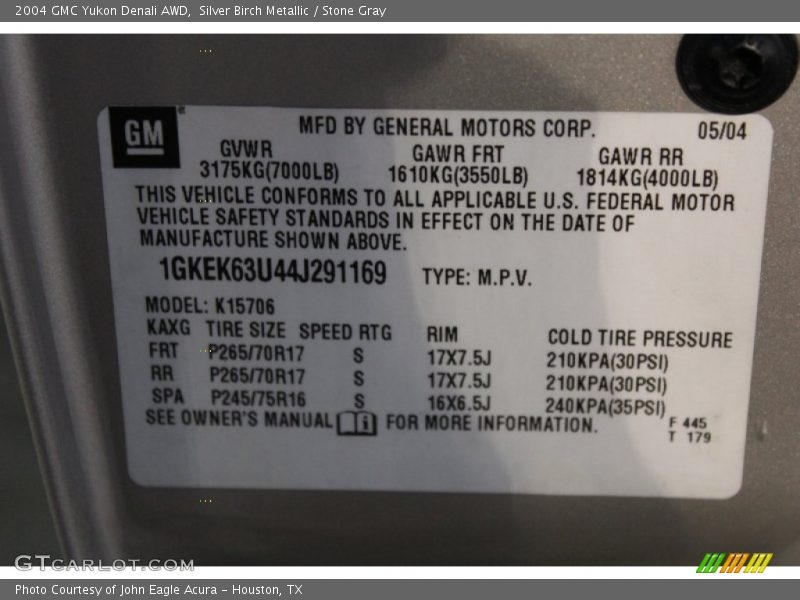 2004 GMC Yukon Denali AWD, Silver Birch Metallic / Stone Gray
GM
MFD BY GENERAL MOTORS CORP. 05/04
GVWR GAWR FRT GAWR RR
3175KG(7000LB) 1610KG(3550LB) 1814KG(4000LB)
THIS VEHICLE CONFORMS TO ALL APPLICABLE U.S. FEDERAL MOTOR
VEHICLE SAFETY STANDARDS IN EFFECT ON THE DATE OF
MANUFACTURE SHOWN ABOVE.
1GKEK63U44J291169 TYPE: M.P.V.
MODEL: K15706
KAXG TIRE SIZE SPEED RTG RIM COLD TIRE PRESSURE
FRT P265/70R17 S 17X7.5J 210KPA(30PSI)
RR P265/70R17 S 17X7.5J 210KPA(30PSI)
SPA P245/75R16 S 16X6.5J 240KPA(35PSI)
SEE OWNER'S MANUAL i FOR MORE INFORMATION.
F 445
T 179
GTCARLOT.COM
Photo Courtesy of John Eagle Acura - Houston, TX